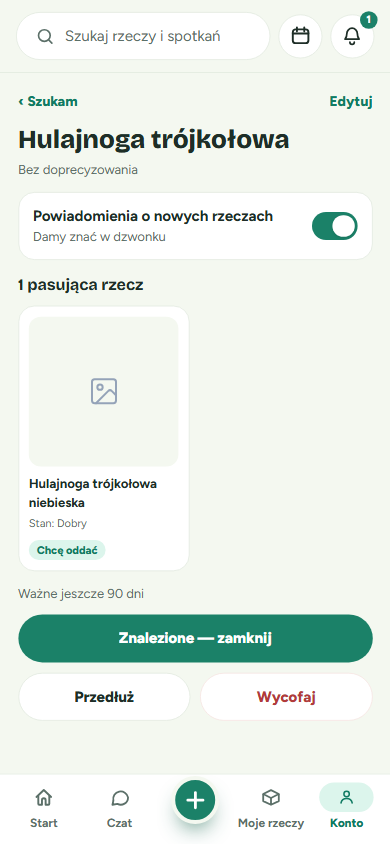 Szukaj rzeczy i spotkań
1
‹ Szukam
Edytuj
Hulajnoga trójkołowa
Bez doprecyzowania
Powiadomienia o nowych rzeczach
Damy znać w dzwonku
1 pasująca rzecz
Hulajnoga trójkołowa
niebieska
Stan: Dobry
Chcę oddać
Ważne jeszcze 90 dni
Znalezione — zamknij
Przedłuż
Wycofaj
Start
Czat
Moje rzeczy
Konto